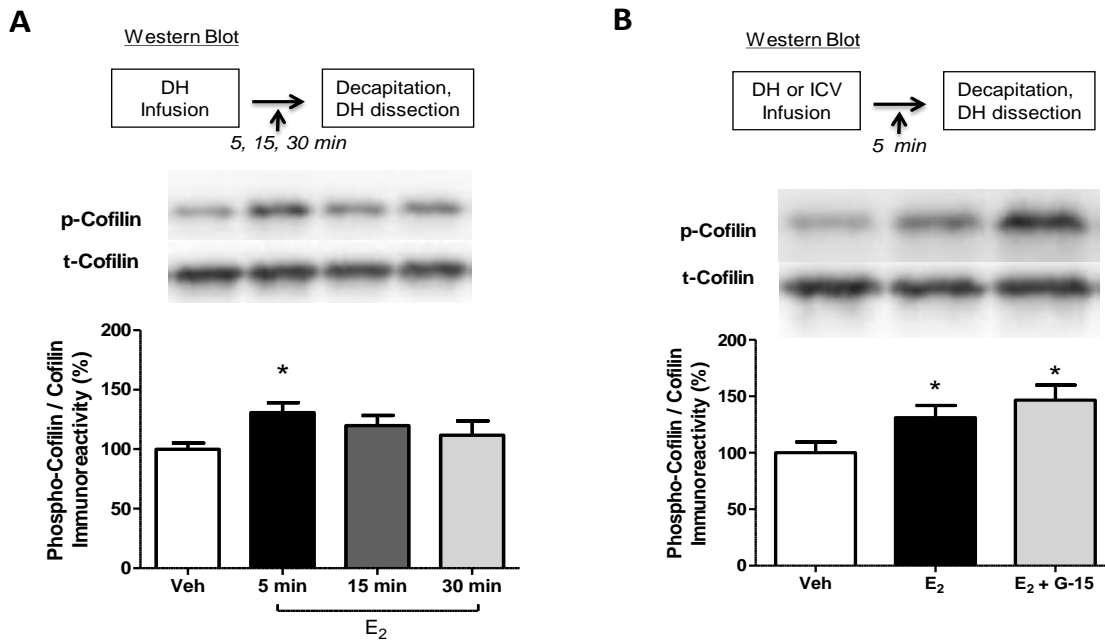 A
Western Blot
DH
Infusion
Decapitation,
DH dissection
5, 15, 30 min
p-Cofilin
t-Cofilin
Phospho-Cofilin / Cofilin
Immunoreactivity (%)
200
150
100
50
0
*
Veh
5 min
15 min
30 min
E2
B
Western Blot
DH or ICV
Infusion
Decapitation,
DH dissection
5 min
p-Cofilin
t-Cofilin
Phospho-Cofilin / Cofilin
Immunoreactivity (%)
200
150
100
50
0
*
*
Veh
E2
E2 + G-15